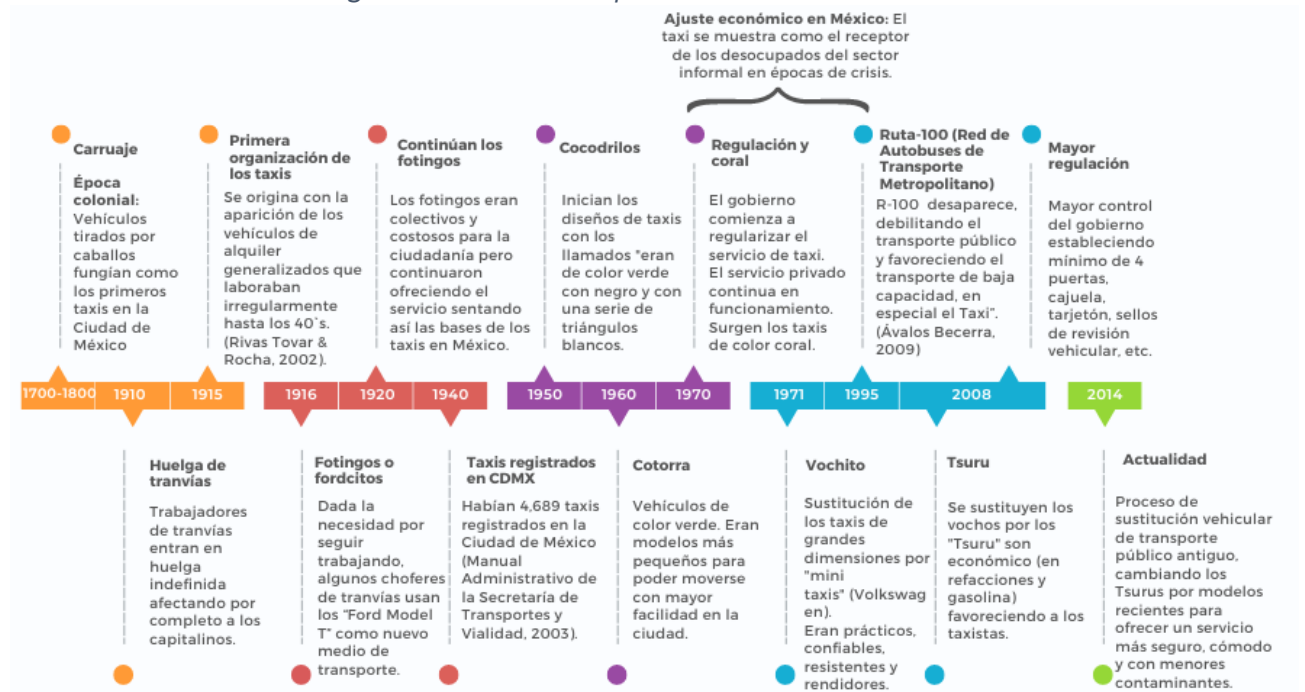 Ajuste económico en México: El
taxi se muestra como el receptor
de los desocupados del sector
informal en épocas de crisis.
Carruaje
Época
colonial:
Vehículos
tirados por
caballos
fungían como
los primeros
taxis en la
Ciudad de
México
Primera
organización de
los taxis
Se origina con la
aparición de los
vehículos de
alquiler
generalizados que
laboraban
irregularmente
hasta los 40`s.
(Rivas Tovar &
Rocha, 2002).
Continúan los
fotingos
Los fotingos eran
colectivos y
costosos para la
ciudadanía pero
continuaron
ofreciendo el
servicio sentando
así las bases de los
taxis en México.
Cocodrilos
Inician los
diseños de taxis
con los
llamados "eran
de color verde
con negro y con
una serie de
triángulos
blancos.
Regulación y
coral
El gobierno
comienza a
regularizar el
servicio de taxi.
El servicio privado
continua en
funcionamiento.
Surgen los taxis
de color coral.
Ruta-100 (Red de
Autobuses de
Transporte
Metropolitano)
R-100 desaparece,
debilitando el
transporte público
y favoreciendo el
transporte de baja
capacidad, en
especial el Taxi".
(Ávalos Becerra,
2009)
Mayor
regulación
Mayor control
del gobierno
estableciendo
mínimo de 4
puertas,
cajuela,
tarjetón, sellos
de revisión
vehicular, etc.
1700-1800 1910 1915 1916 1920 1940 1950 1960 1970 1971 1995 2008 2014
Huelga de
tranvías
Trabajadores
de tranvías
entran en
huelga
indefinida
afectando por
completo a los
capitalinos.
Fotingos o
fordcitos
Dada la
necesidad por
seguir
trabajando,
algunos choferes
de tranvías usan
los "Ford Model
T" como nuevo
medio de
transporte.
Taxis registrados
en CDMX
Habían 4,689 taxis
registrados en la
Ciudad de México
(Manual
Administrativo de
la Secretaría de
Transportes y
Vialidad, 2003).
Cotorra
Vehículos de
color verde. Eran
modelos más
pequeños para
poder moverse
con mayor
facilidad en la
ciudad.
Vochito
Sustitución de
los taxis de
grandes
dimensiones por
"mini
taxis" (Volkswag
en).
Eran prácticos,
confiables,
resistentes y
rendidores.
Tsuru
Se sustituyen los
vochos por los
"Tsuru" son
económico (en
refacciones y
gasolina)
favoreciendo a los
taxistas.
Actualidad
Proceso de
sustitución vehicular
de transporte
público antiguo,
cambiando los
Tsurus por modelos
recientes para
ofrecer un servicio
más seguro, cómodo
y con menores
contaminantes.